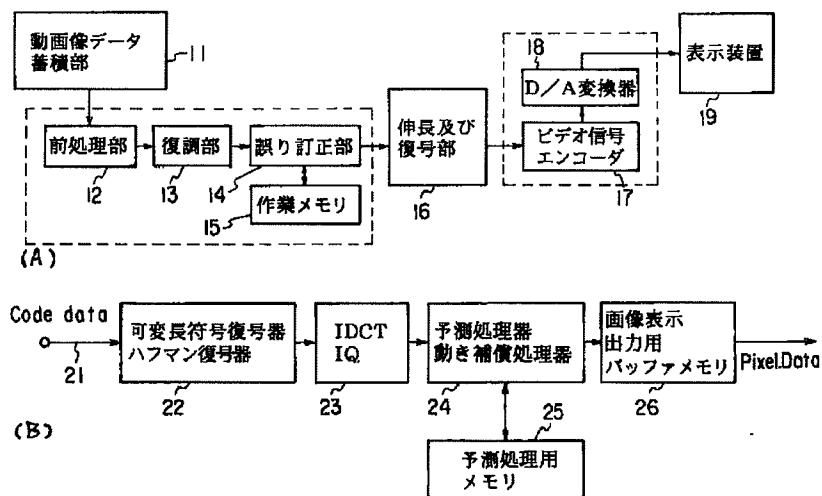 動画像データ
蓄積部
11
前処理部
12
復調部
13
誤り訂正部
14
作業メモリ
15
伸長及び
復号部
16
18
D/A変換器
ビデオ信号
エンコーダ
17
表示装置
19
(A)
Code data
21
可変長符号復号器
ハフマン復号器
22
IDCT
IQ
23
予測処理器
動き補償処理器
24
25
予測処理用
メモリ
画像表示
出力用
バッファメモリ
26
Pixel.Data
(B)